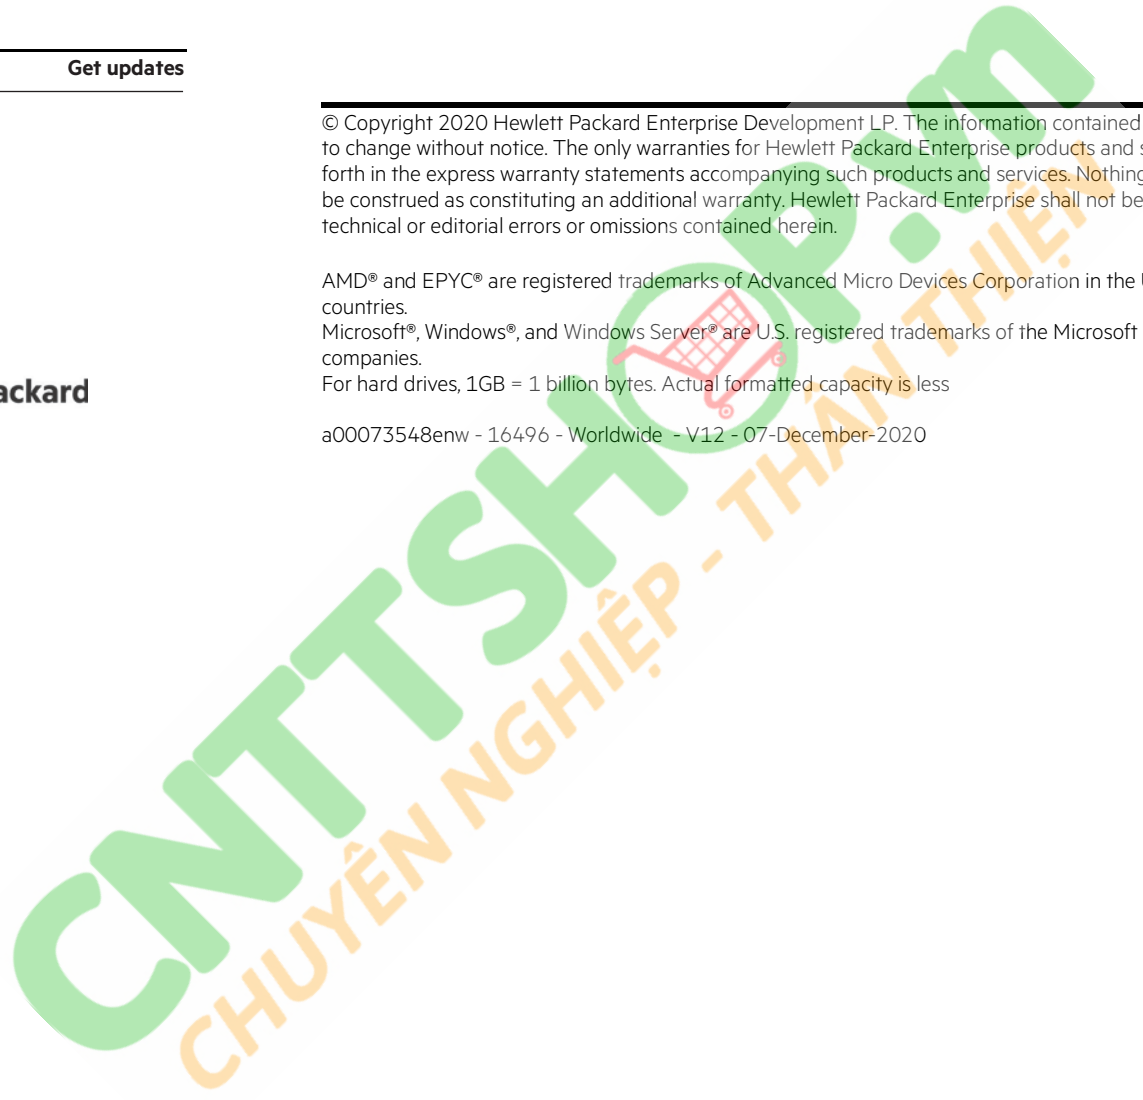 Get updates
© Copyright 2020 Hewlett Packard Enterprise Development LP. The information contained
to change without notice. The only warranties for Hewlett Packard Enterprise products and s
forth in the express warranty statements accompanying such products and services. Nothing
be construed as constituting an additional warranty. Hewlett Packard Enterprise shall not be
technical or editorial errors or omissions contained herein.
AMD® and EPYC® are registered trademarks of Advanced Micro Devices Corporation in the
countries.
Microsoft®, Windows®, and Windows Server® are U.S. registered trademarks of the Microsoft
companies.
For hard drives, 1GB = 1 billion bytes. Actual formatted capacity is less
ackard
a00073548enw - 16496 - Worldwide - V12 - 07-December-2020
CNTTSHOP.vn
CHUYÊN NGHIỆP - THÂN THIỆN